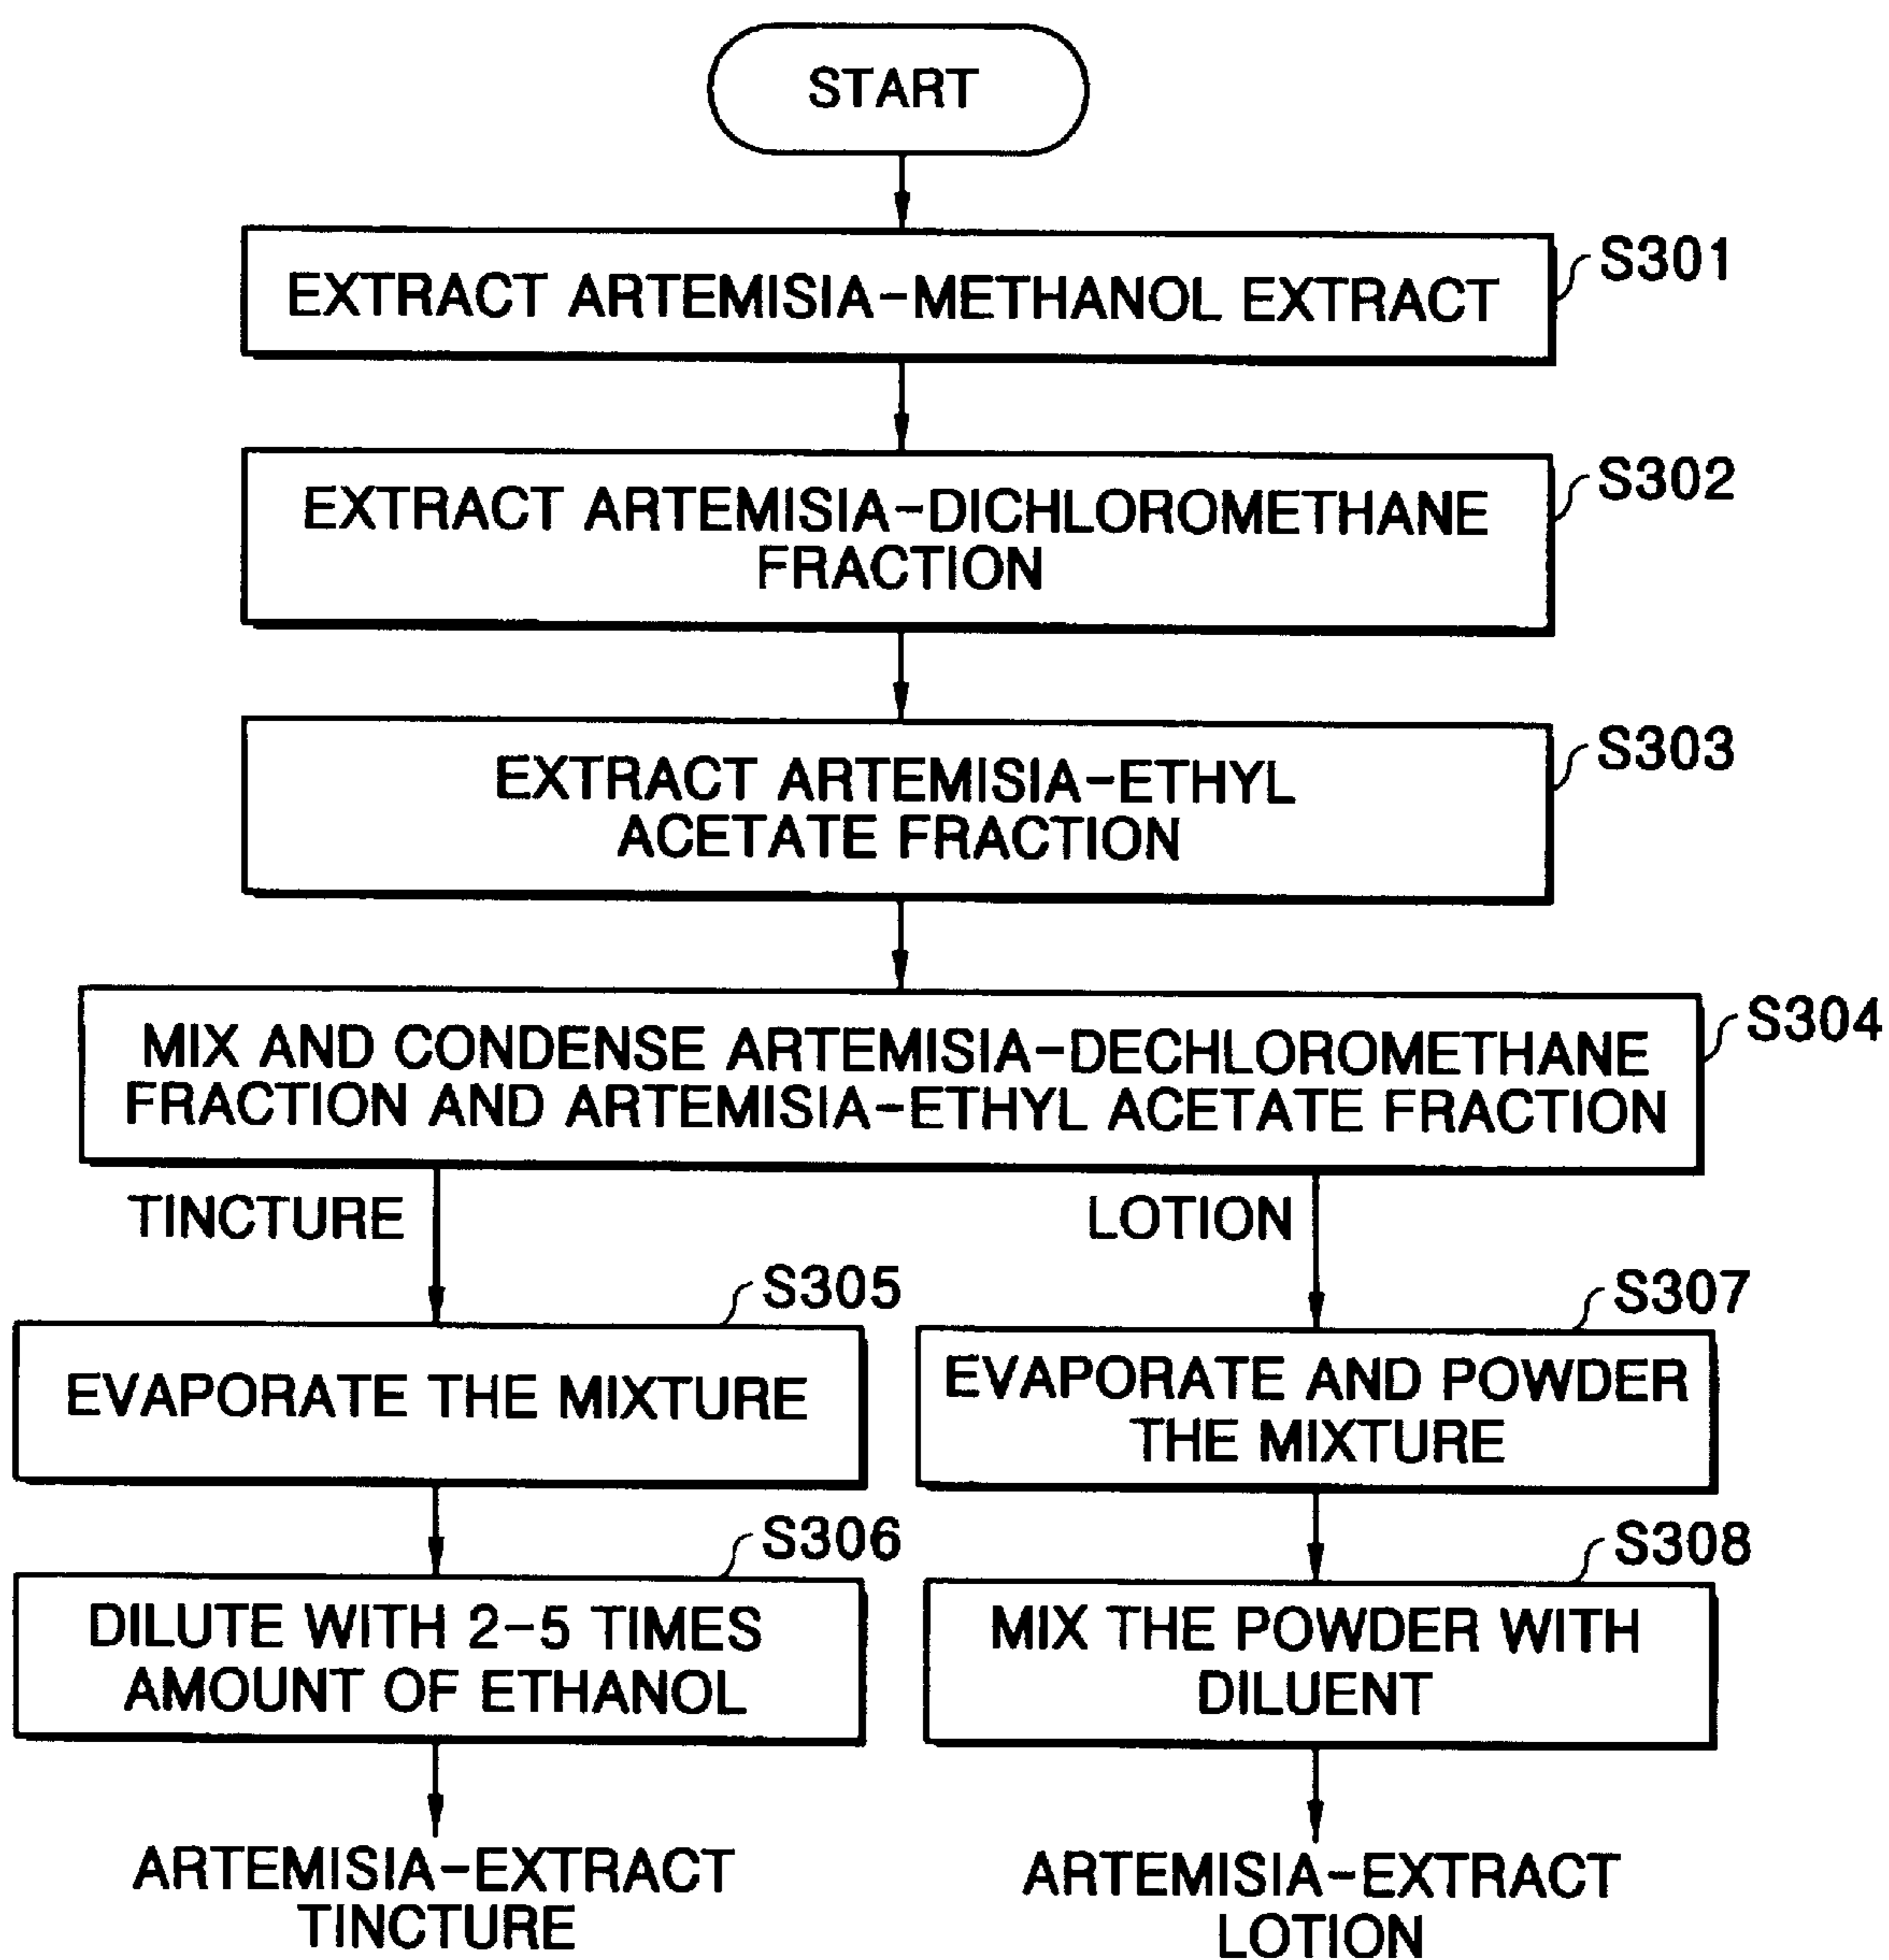 START
S301
EXTRACT ARTEMISIA-METHANOL EXTRACT
S302
EXTRACT ARTEMISIA-DICHLOROMETHANE
FRACTION
S303
EXTRACT ARTEMISIA-ETHYL
ACETATE FRACTION
S304
MIX AND CONDENSE ARTEMISIA-DECHLOROMETHANE
FRACTION AND ARTEMISIA-ETHYL ACETATE FRACTION
TINCTURE
S305
EVAPORATE THE MIXTURE
S306
DILUTE WITH 2-5 TIMES
AMOUNT OF ETHANOL
ARTEMISIA-EXTRACT
TINCTURE
LOTION
S307
EVAPORATE AND POWDER
THE MIXTURE
S308
MIX THE POWDER WITH
DILUENT
ARTEMISIA-EXTRACT
LOTION